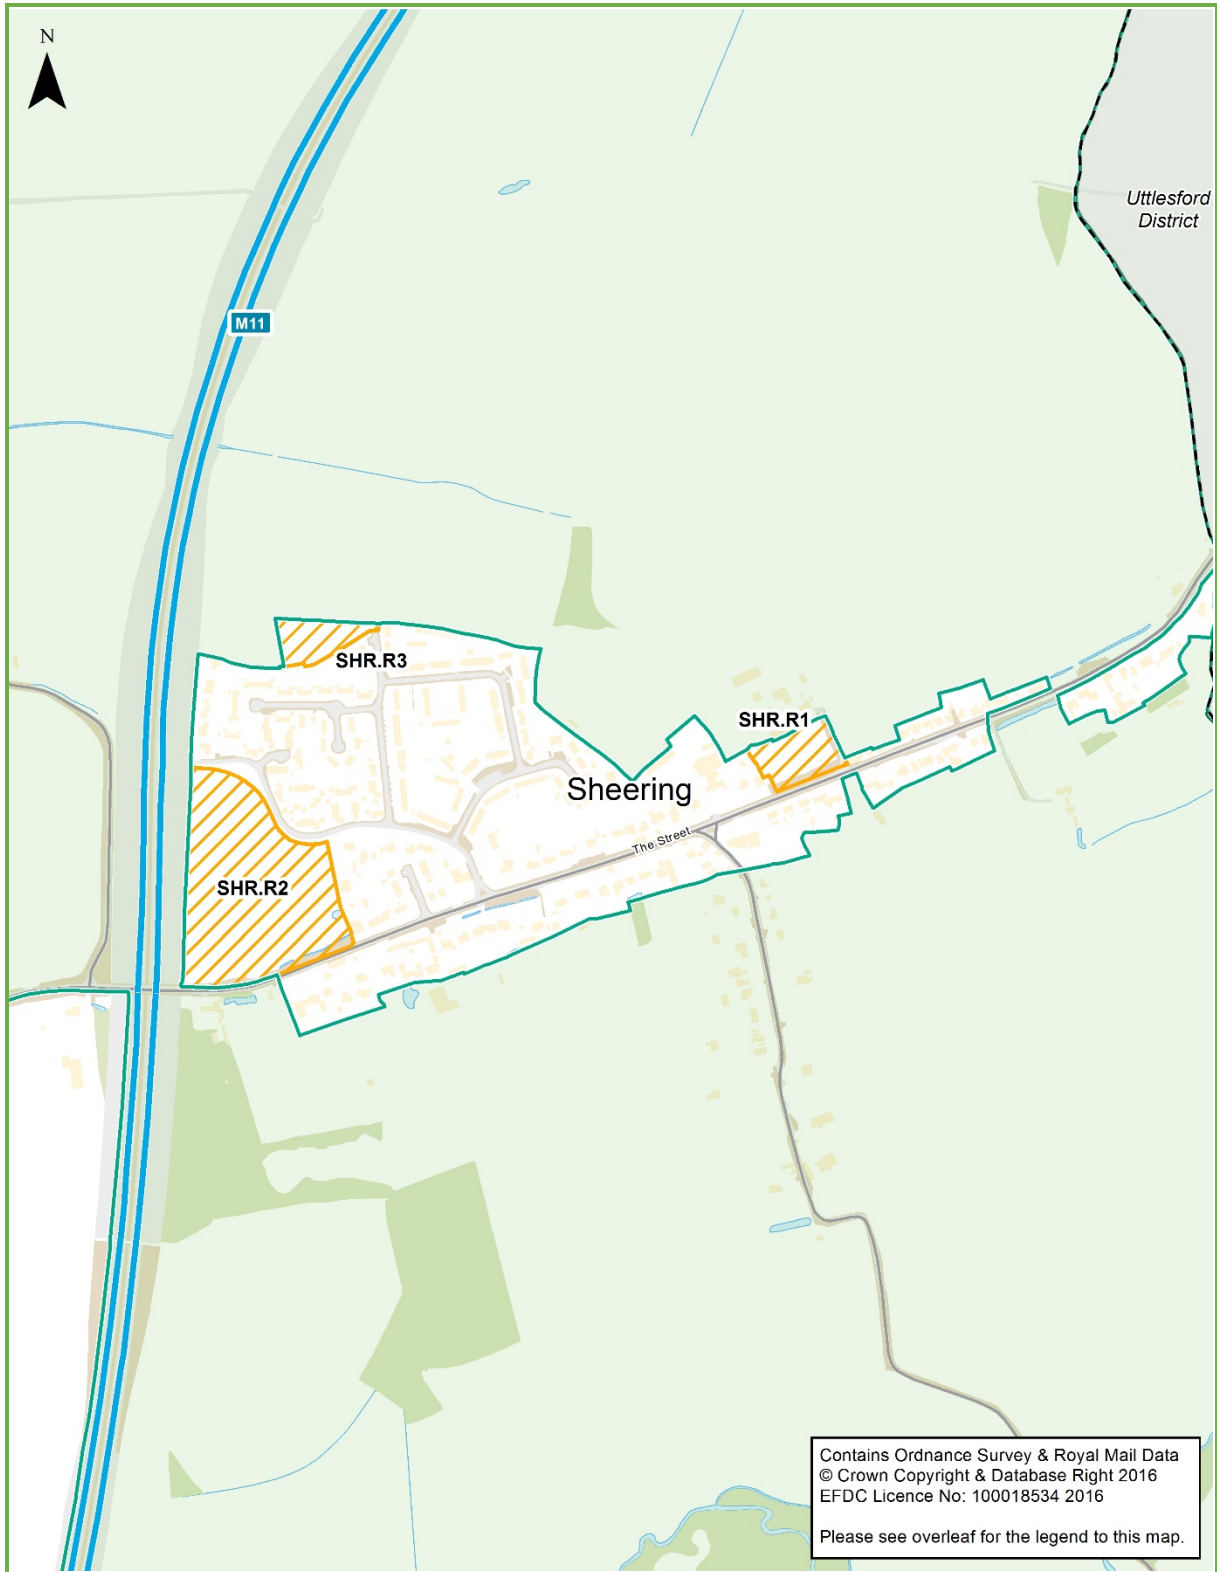 N
Uttlesford
District
M11
SHR.R3
SHR.R1
Sheering
The Street
SHR.R2
Contains Ordnance Survey & Royal Mail Data
© Crown Copyright & Database Right 2016
EFDC Licence No: 100018534 2016
Please see overleaf for the legend to this map.